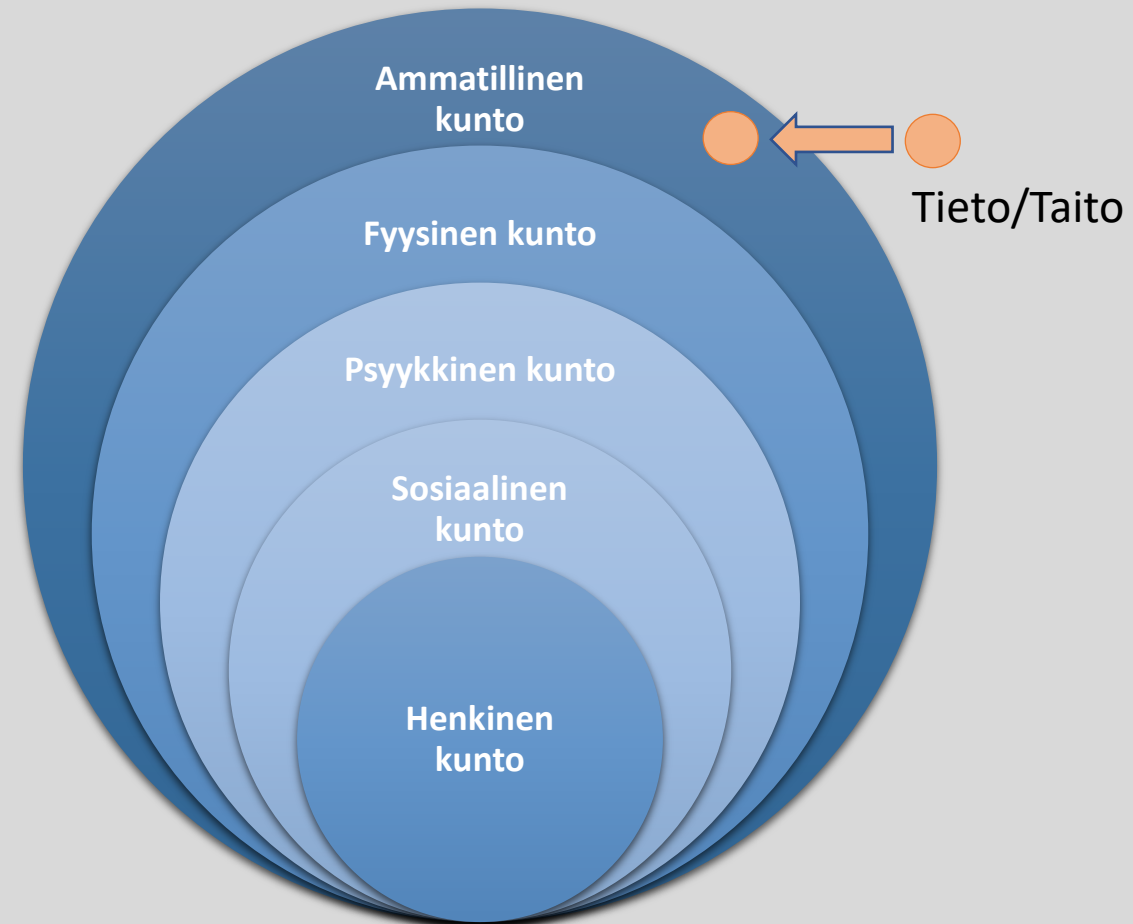 Ammatillinen
kunto
Tieto/Taito
Fyysinen kunto
Psyykkinen kunto
Sosiaalinen
kunto
Henkinen
kunto